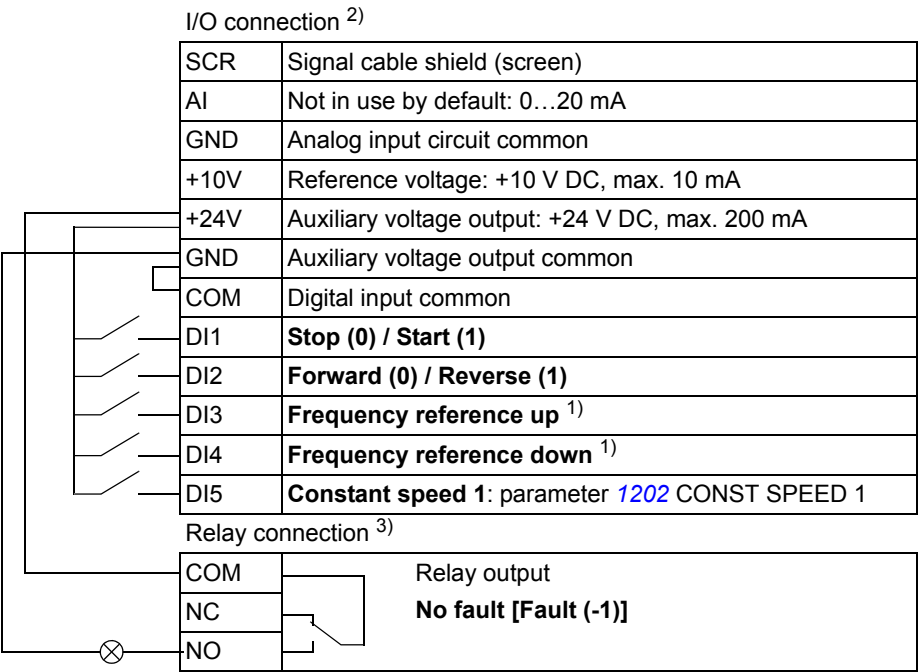 I/O connection 2)
SCR Signal cable shield (screen)
AI Not in use by default: 0…20 mA
GND Analog input circuit common
+10V Reference voltage: +10 V DC, max. 10 mA
+24V Auxiliary voltage output: +24 V DC, max. 200 mA
GND Auxiliary voltage output common
COM Digital input common
DI1 Stop (0) / Start (1)
DI2 Forward (0) / Reverse (1)
DI3 Frequency reference up 1)
DI4 Frequency reference down 1)
DI5 Constant speed 1: parameter 1202 CONST SPEED 1
Relay connection 3)
COM Relay output
NC No fault [Fault (-1)]
NO